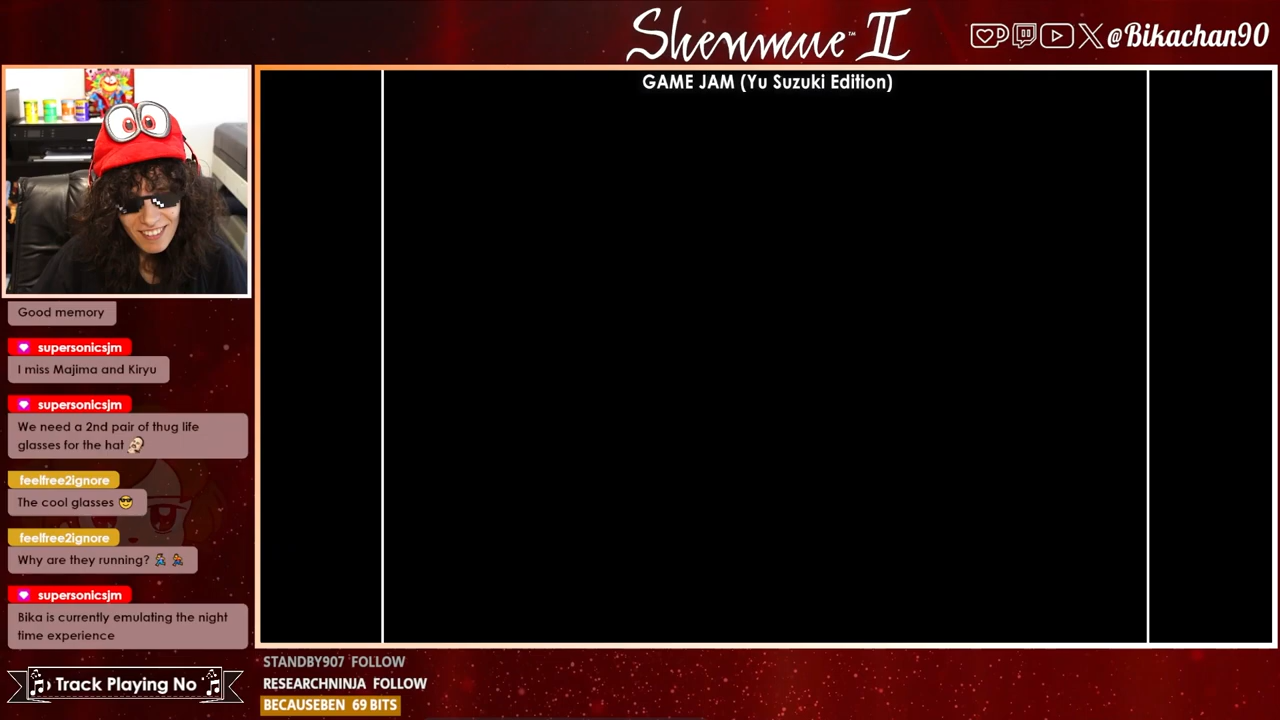 Shenmue™ II
@Bikachan90
GAME JAM (Yu Suzuki Edition)
Good memory
supersonicsjm
I miss Majima and Kiryu
supersonicsjm
We need a 2nd pair of thug life
glasses for the hat
feelfree2ignore
The cool glasses 😎
feelfree2ignore
Why are they running?
supersonicsjm
Bika is currently emulating the night
time experience
Track Playing No
STANDBY907 FOLLOW
RESEARCHNINJA FOLLOW
BECAUSEBEN 69 BITS